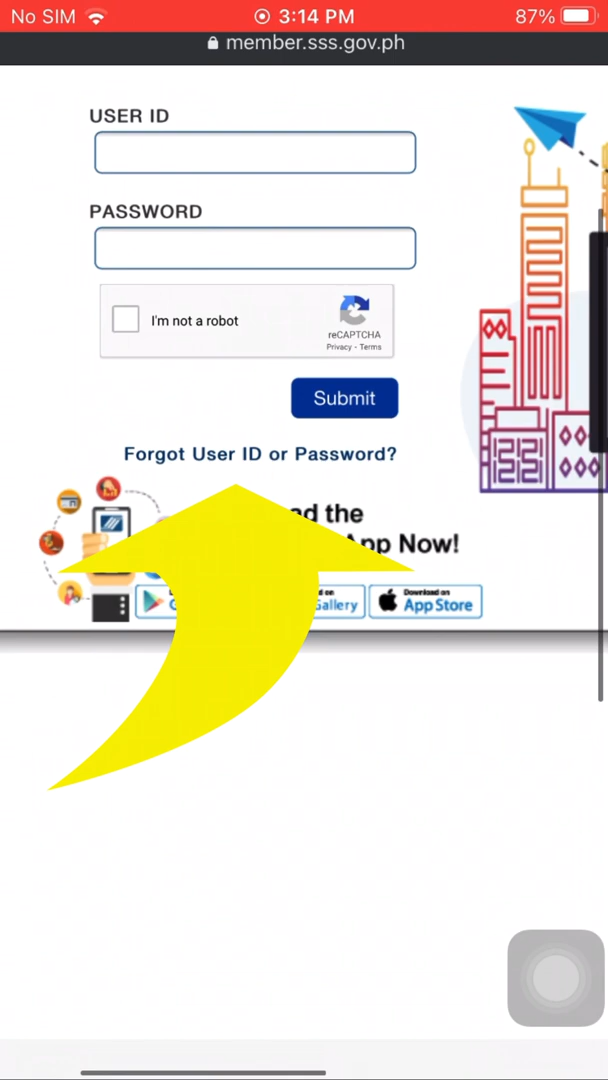 No SIM 3:14 PM 87%
member.sss.gov.ph
USER ID
PASSWORD
I'm not a robot
reCAPTCHA
Privacy - Terms
Submit
Forgot User ID or Password?
the
App Now!
Download on
Gallery App Store